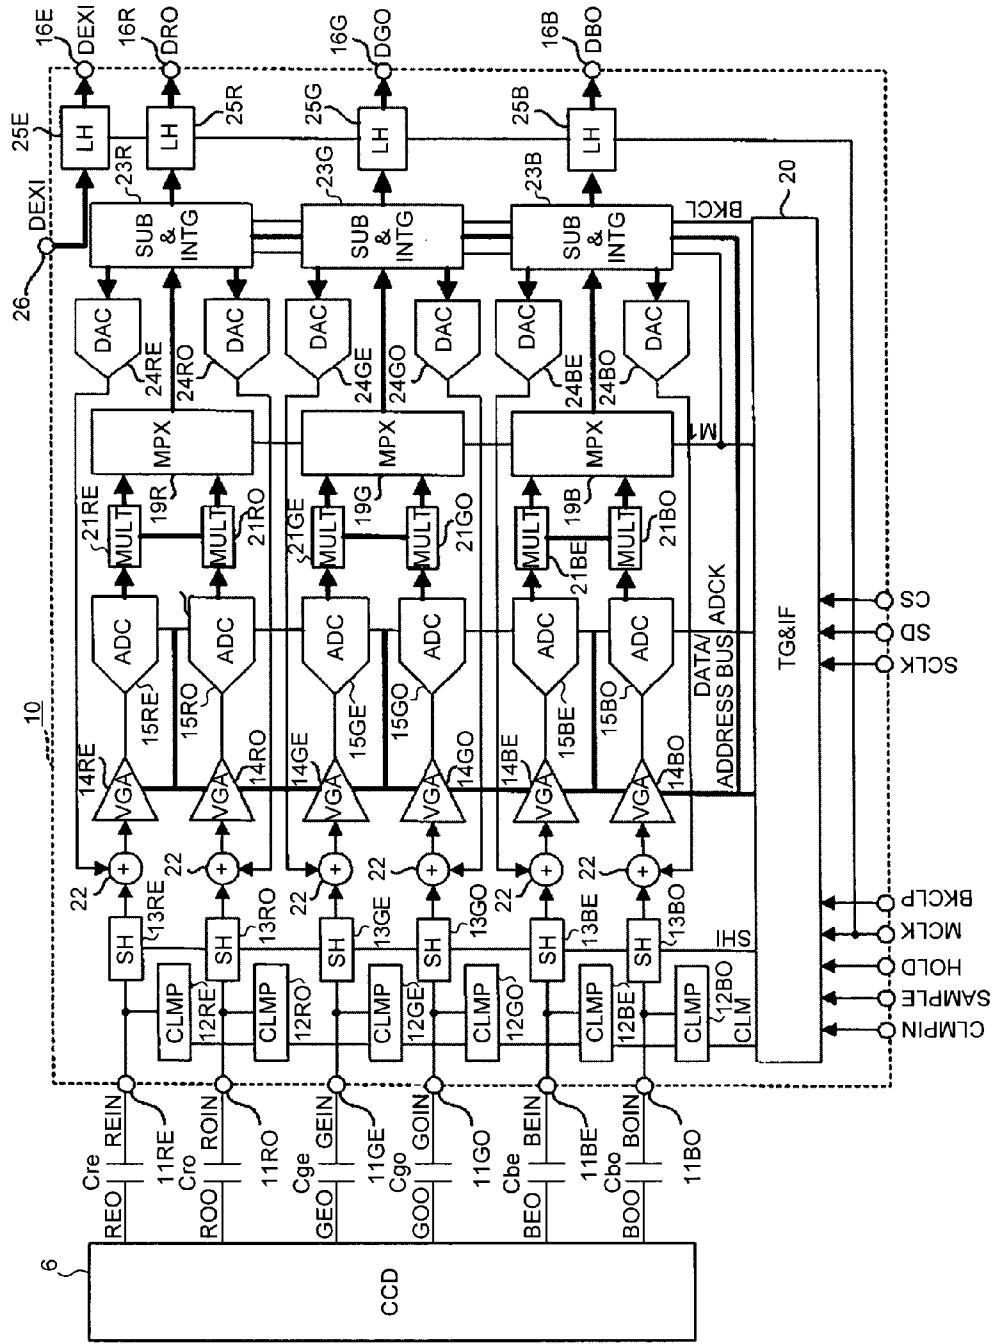 10
26
DEXI
25E
LH
16E
DEXI
23R
SUB
&
INTG
LH
25R
16R
DRO
23G
SUB
&
INTG
25G
LH
16G
DGO
23B
SUB
&
INTG
25B
LH
16B
DBO
DAC
24RE
DAC
24RO
DAC
24GE
DAC
24GO
DAC
24BE
DAC
24BO
MPX
19R
MPX
19G
MPX
19B
M1
BKCL
20
21RE
MULT
MULT
21RO
21GE
MULT
MULT
21GO
MULT
21BE
MULT
21BO
ADC
15RE
ADC
15RO
ADC
15GE
ADC
15GO
ADC
15BE
ADC
15BO
ADCK
DATA/
ADDRESS BUS
TG&IF
14RE
VGA
VGA
14RO
14GE
VGA
VGA
14GO
14BE
VGA
VGA
14BO
+
22
+
22
+
22
+
22
+
22
+
22
SH
13RE
SH
13RO
SH
13GE
SH
13GO
SH
13BE
SH
13BO
SHI
CLMP
12RE
CLMP
12RO
CLMP
12GE
CLMP
12GO
CLMP
12BE
CLMP
12BO
CLM
CS
SD
SCLK
BKCLP
MCLK
HOLD
SAMPLE
CLMPIN
REO
Cre
REIN
11RE
ROO
Cro
ROIN
11RO
GEO
Cge
GEIN
11GE
GOO
Cgo
GOIN
11GO
BEO
Cbe
BEIN
11BE
BOO
Cbo
BOIN
11BO
6
CCD